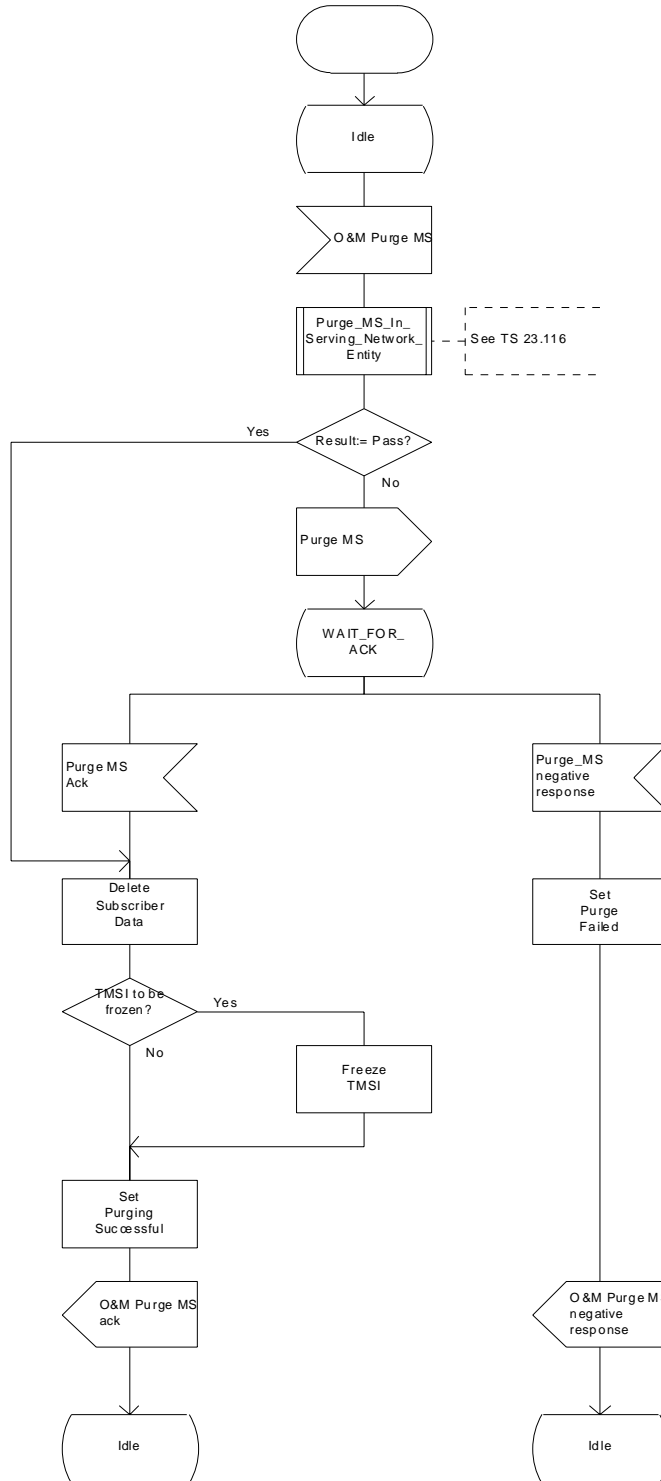 Idle
O&M Purge MS
Purge_MS_In_
Serving_Network_
Entity
See TS 23.116
Yes
Result:= Pass?
No
Purge MS
WAIT_FOR_
ACK
Purge MS
Ack
Purge_MS
negative
response
Delete
Subscriber
Data
Set
Purge
Failed
TMSI to be
frozen?
Yes
No
Freeze
TMSI
Set
Purging
Successful
O&M Purge MS
ack
O&M Purge M
negative
response
Idle
Idle